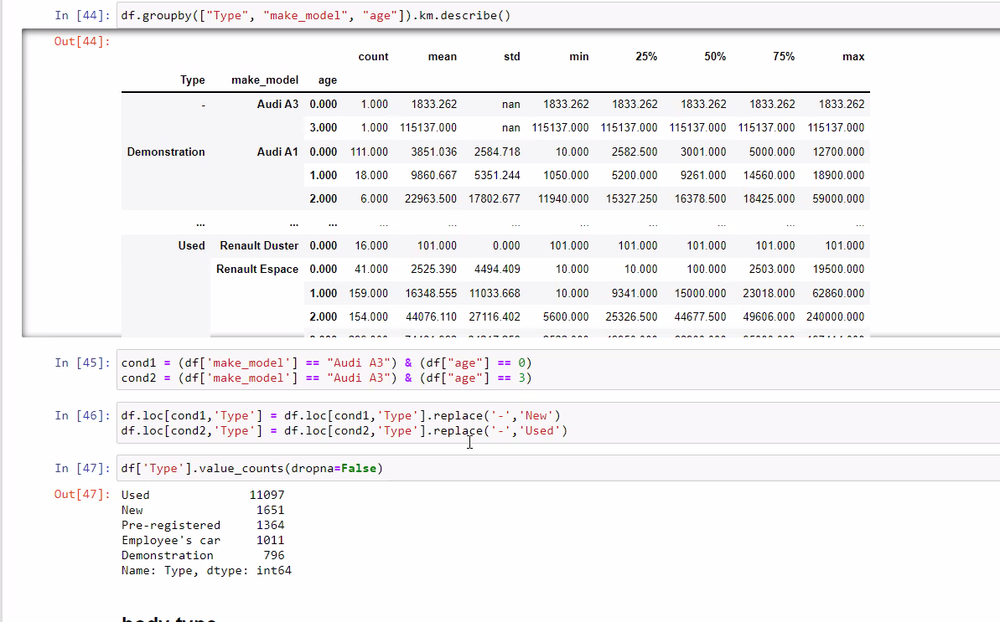 In [44]: df.groupby(["Type", "make_model", "age"]).km.describe()
Out[44]:
count mean std min 25% 50% 75% max
Type make_model age
- Audi A3 0.000 1.000 1833.262 nan 1833.262 1833.262 1833.262 1833.262 1833.262
3.000 1.000 115137.000 nan 115137.000 115137.000 115137.000 115137.000 115137.000
Demonstration Audi A1 0.000 111.000 3851.036 2584.718 10.000 2582.500 3001.000 5000.000 12700.000
1.000 18.000 9860.667 5351.244 1050.000 5200.000 9261.000 14560.000 18900.000
2.000 6.000 22963.500 17802.677 11940.000 15327.250 16378.500 18425.000 59000.000
... ... ... ... ... ... ... ... ... ... ...
Used Renault Duster 0.000 16.000 101.000 0.000 101.000 101.000 101.000 101.000 101.000
Renault Espace 0.000 41.000 2525.390 4494.409 10.000 10.000 100.000 2503.000 19500.000
1.000 159.000 16348.555 11033.668 10.000 9341.000 15000.000 23018.000 62860.000
2.000 154.000 44076.110 27116.402 5600.000 25326.500 44677.500 49606.000 240000.000
In [45]: cond1 = (df['make_model'] == "Audi A3") & (df["age"] == 0)
cond2 = (df['make_model'] == "Audi A3") & (df["age"] == 3)
In [46]: df.loc[cond1,'Type'] = df.loc[cond1,'Type'].replace('-','New')
df.loc[cond2,'Type'] = df.loc[cond2,'Type'].replace('-','Used')
In [47]: df['Type'].value_counts(dropna=False)
Out[47]: Used 11097
New 1651
Pre-registered 1364
Employee's car 1011
Demonstration 796
Name: Type, dtype: int64